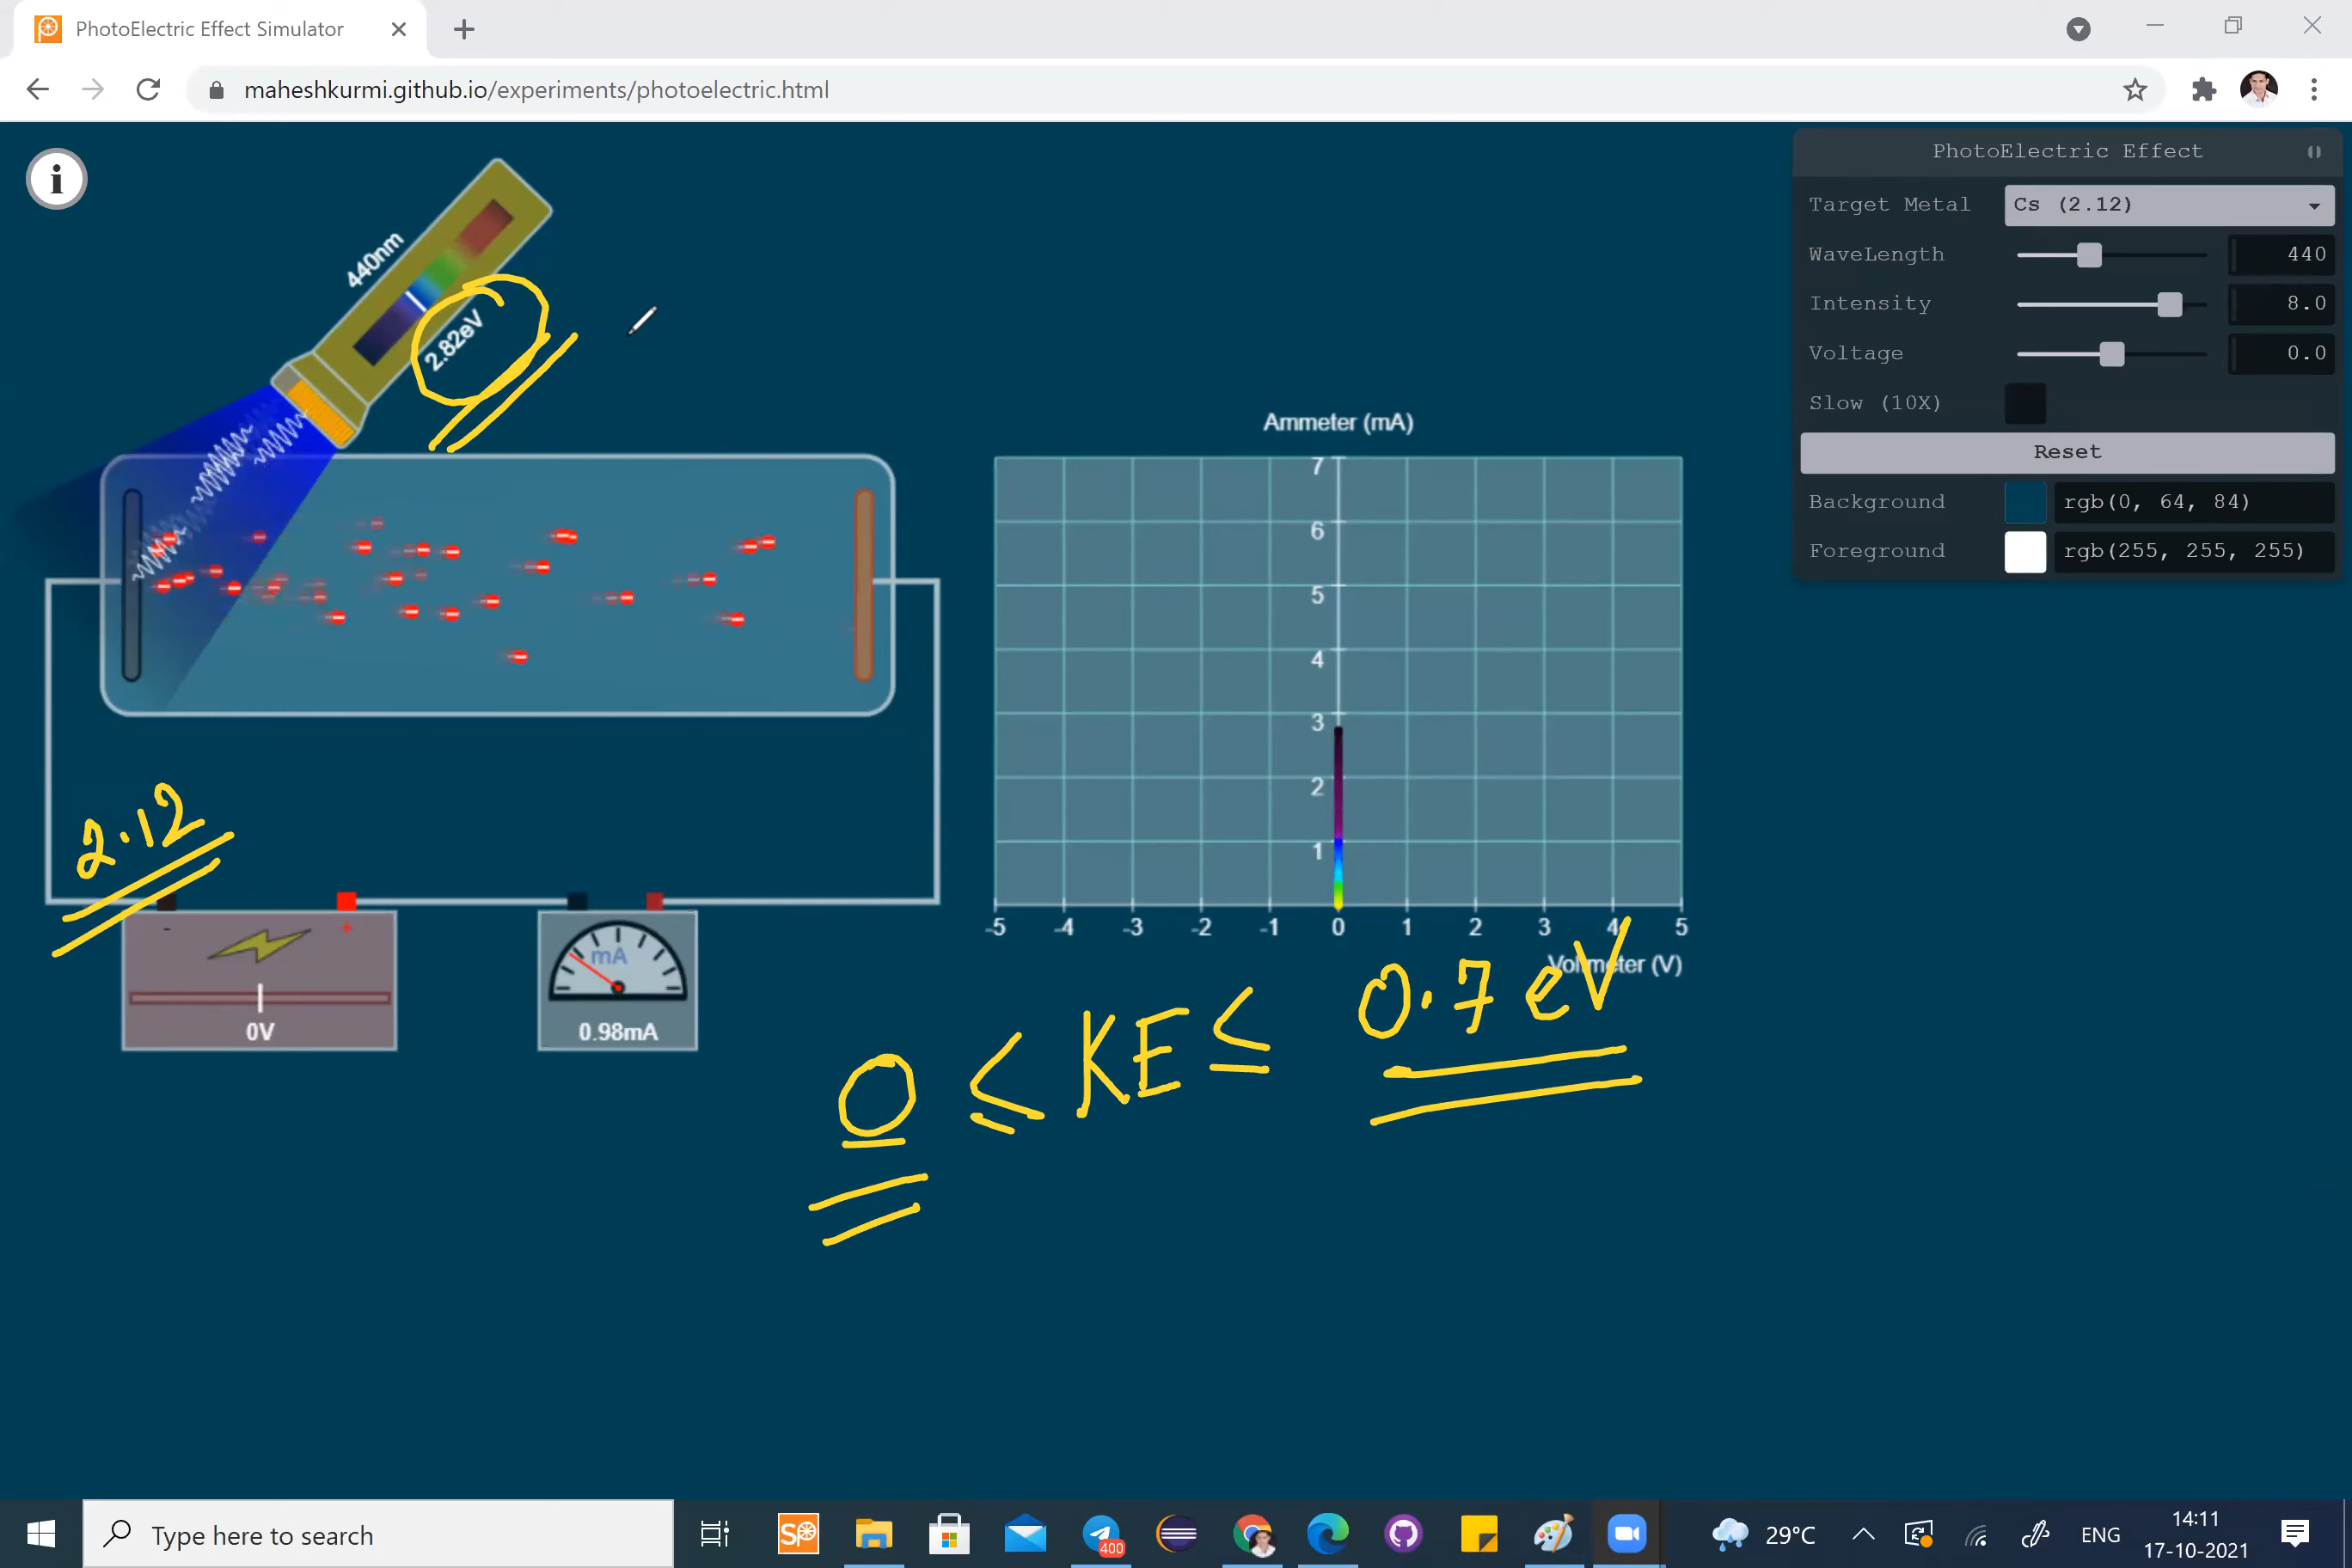 PhotoElectric Effect Simulator
maheshkurmi.github.io/experiments/photoelectric.html
i
440nm
2.82eV
PhotoElectric Effect
Target Metal Cs (2.12)
WaveLength 440
Intensity 8.0
Voltage 0.0
Slow (10X)
Reset
Background rgb(0, 64, 84)
Foreground rgb(255, 255, 255)
Ammeter (mA)
7
6
5
4
3
2
1
-5 -4 -3 -2 -1 0 1 2 3 4 5
Voltmeter (V)
2.12
- +
0V
mA
0.98mA
0 ≤ KE ≤ 0.7 eV
Type here to search
SP
400
29°C
ENG
14:11
17-10-2021